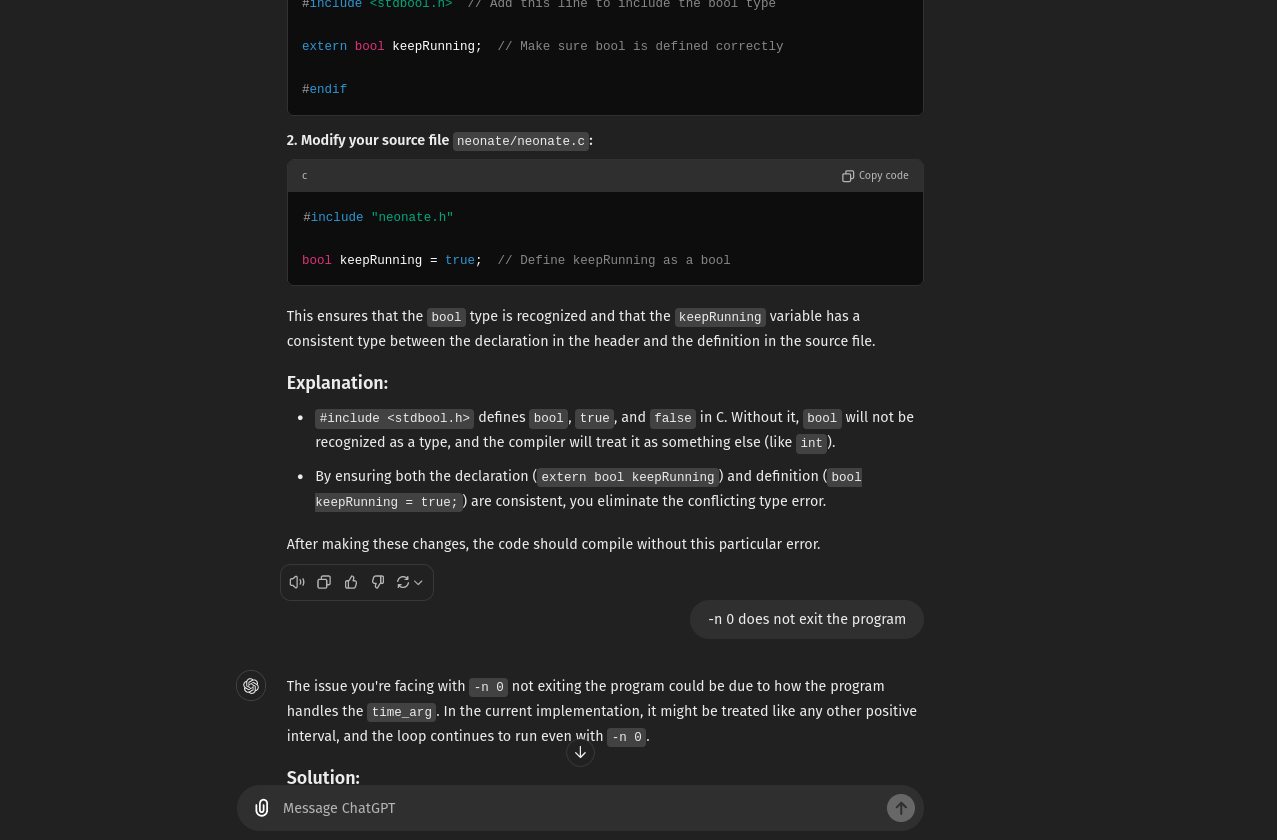 #include <stdbool.h>  // Add this line to include the bool type
extern bool keepRunning;  // Make sure bool is defined correctly
#endif
2. Modify your source file neonate/neonate.c:
c
Copy code
#include "neonate.h"
bool keepRunning = true;  // Define keepRunning as a bool
This ensures that the bool type is recognized and that the keepRunning variable has a
consistent type between the declaration in the header and the definition in the source file.
Explanation:
• #include <stdbool.h> defines bool, true, and false in C. Without it, bool will not be
recognized as a type, and the compiler will treat it as something else (like int).
• By ensuring both the declaration (extern bool keepRunning) and definition (bool
keepRunning = true;) are consistent, you eliminate the conflicting type error.
After making these changes, the code should compile without this particular error.
-n 0 does not exit the program
The issue you're facing with -n 0 not exiting the program could be due to how the program
handles the time_arg. In the current implementation, it might be treated like any other positive
interval, and the loop continues to run even with -n 0.
Solution:
Message ChatGPT